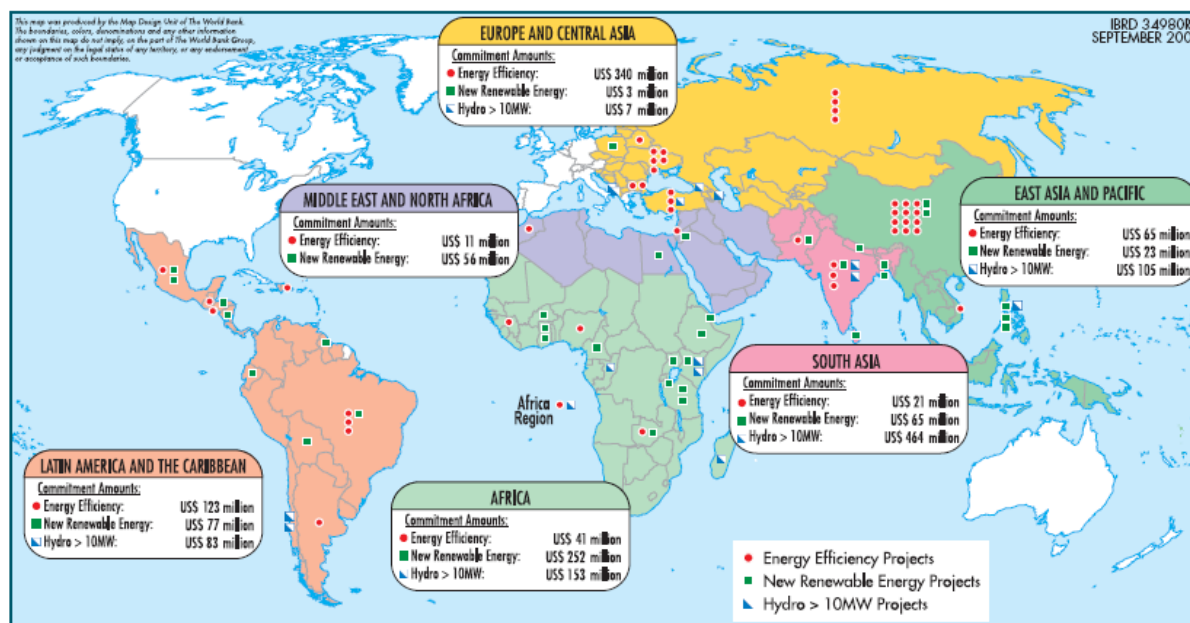 This map was produced by the Map Design Unit of The World Bank.
The boundaries, colors, denominations and any other information
shown on this map do not imply, on the part of The World Bank Group,
any judgment on the legal status of any territory, or any endorsement
or acceptance of such boundaries.
IBRD 34980R
SEPTEMBER 200
EUROPE AND CENTRAL ASIA
Commitment Amounts:
Energy Efficiency: US$ 340 million
New Renewable Energy: US$ 3 million
Hydro > 10MW: US$ 7 million
MIDDLE EAST AND NORTH AFRICA
Commitment Amounts:
Energy Efficiency: US$ 11 million
New Renewable Energy: US$ 56 million
EAST ASIA AND PACIFIC
Commitment Amounts:
Energy Efficiency: US$ 65 million
New Renewable Energy: US$ 23 million
Hydro > 10MW: US$ 105 million
SOUTH ASIA
Commitment Amounts:
Energy Efficiency: US$ 21 million
New Renewable Energy: US$ 65 million
Hydro > 10MW: US$ 464 million
Africa
Region
LATIN AMERICA AND THE CARIBBEAN
Commitment Amounts:
Energy Efficiency: US$ 123 million
New Renewable Energy: US$ 77 million
Hydro > 10MW: US$ 83 million
AFRICA
Commitment Amounts:
Energy Efficiency: US$ 41 million
New Renewable Energy: US$ 252 million
Hydro > 10MW: US$ 153 million
Energy Efficiency Projects
New Renewable Energy Projects
Hydro > 10MW Projects